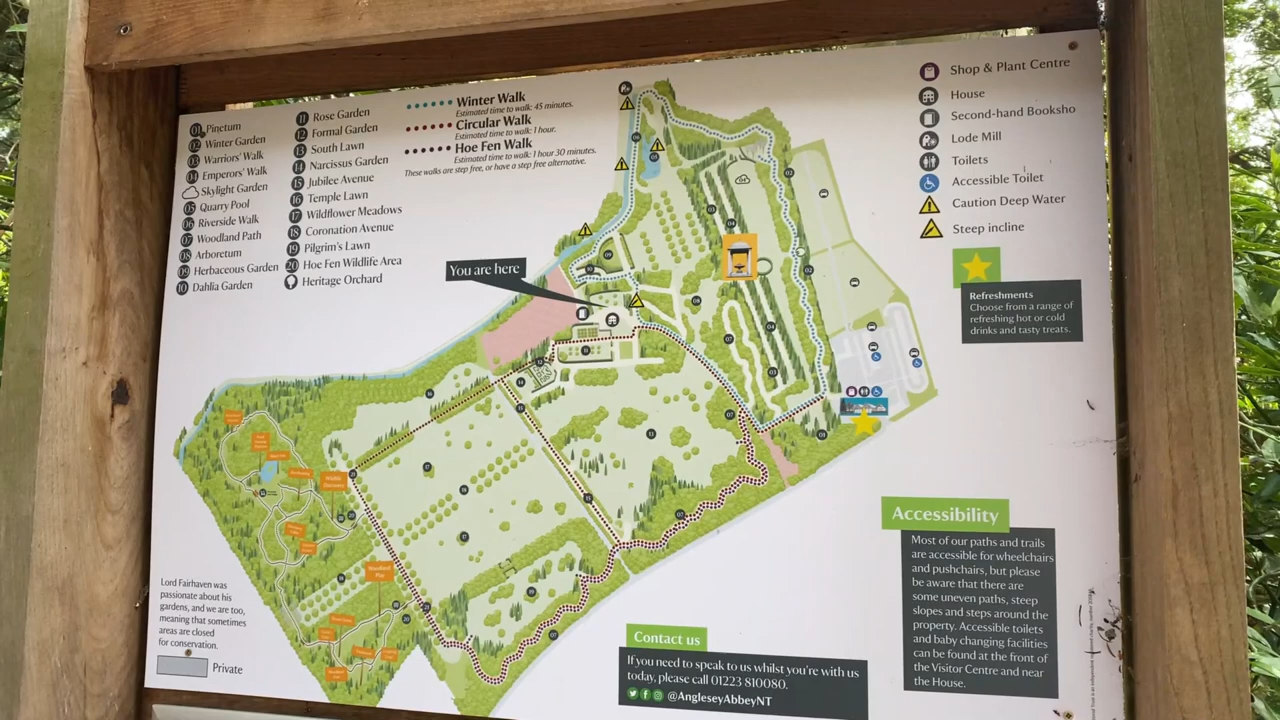 01 Pinetum
02 Winter Garden
03 Warriors' Walk
04 Emperors' Walk
Skylight Garden
05 Quarry Pool
06 Riverside Walk
07 Woodland Path
08 Arboretum
09 Herbaceous Garden
10 Dahlia Garden
11 Rose Garden
12 Formal Garden
13 South Lawn
14 Narcissus Garden
15 Jubilee Avenue
16 Temple Lawn
17 Wildflower Meadows
18 Coronation Avenue
19 Pilgrim's Lawn
20 Hoe Fen Wildlife Area
Heritage Orchard
Winter Walk
Estimated time to walk: 45 minutes.
Circular Walk
Estimated time to walk: 1 hour.
Hoe Fen Walk
Estimated time to walk: 1 hour 30 minutes.
These walks are step free, or have a step free alternative.
You are here
Shop & Plant Centre
House
Second-hand Booksho
Lode Mill
Toilets
Accessible Toilet
Caution Deep Water
Steep incline
Refreshments
Choose from a range of
refreshing hot or cold
drinks and tasty treats.
Accessibility
Most of our paths and trails
are accessible for wheelchairs
and pushchairs, but please
be aware that there are
some uneven paths, steep
slopes and steps around the
property. Accessible toilets
and baby changing facilities
can be found at the front of
the Visitor Centre and near
the House.
Wildlife
Discovery
Woodland
Play
Lord Fairhaven was
passionate about his
gardens, and we are too,
meaning that sometimes
areas are closed
for conservation.
Private
Contact us
If you need to speak to us whilst you're with us
today, please call 01223 810080.
@AngleseyAbbeyNT